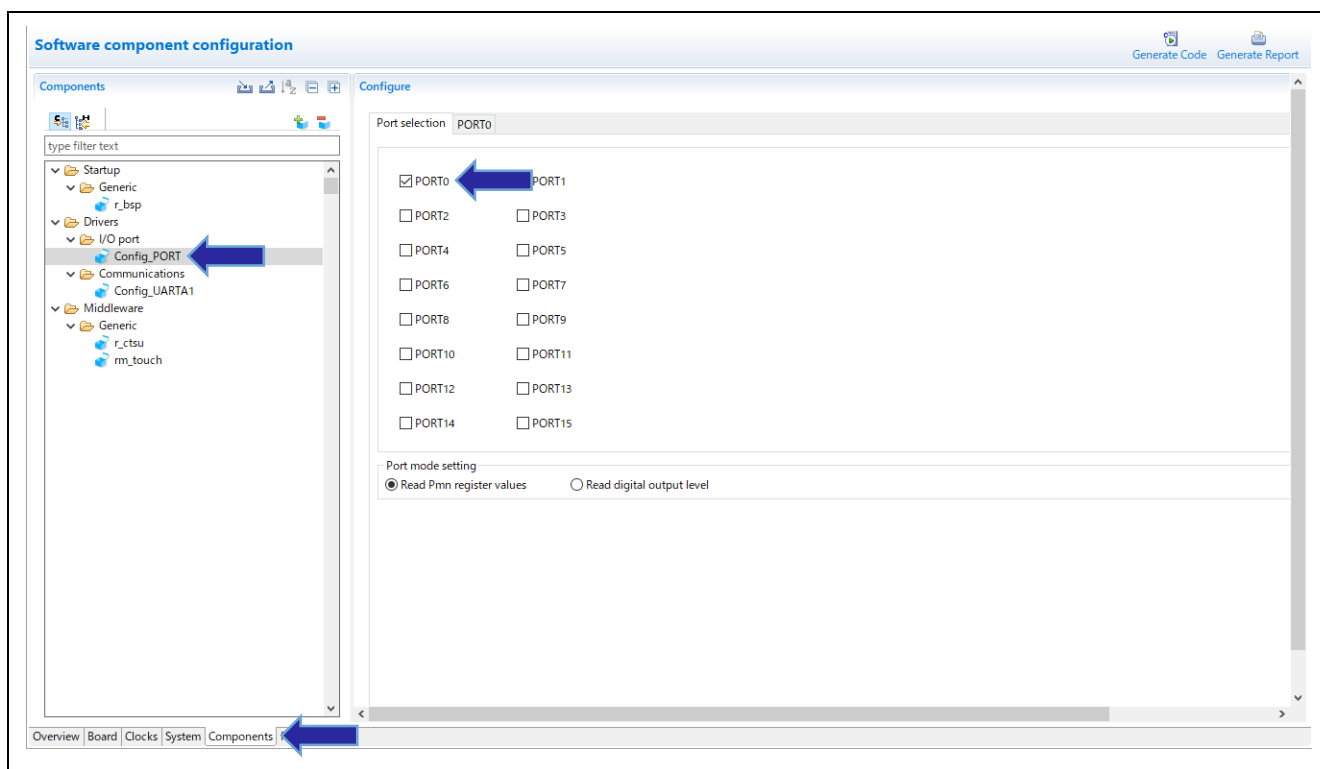 Software component configuration
Generate Code Generate Report
Components
Configure
type filter text
Startup
Generic
r_bsp
Drivers
I/O port
Config_PORT
Communications
Config_UARTA1
Middleware
Generic
r_ctsu
rm_touch
Port selection PORT0
PORT0 PORT1
PORT2 PORT3
PORT4 PORT5
PORT6 PORT7
PORT8 PORT9
PORT10 PORT11
PORT12 PORT13
PORT14 PORT15
Port mode setting
Read Pmn register values Read digital output level
Overview Board Clocks System Components